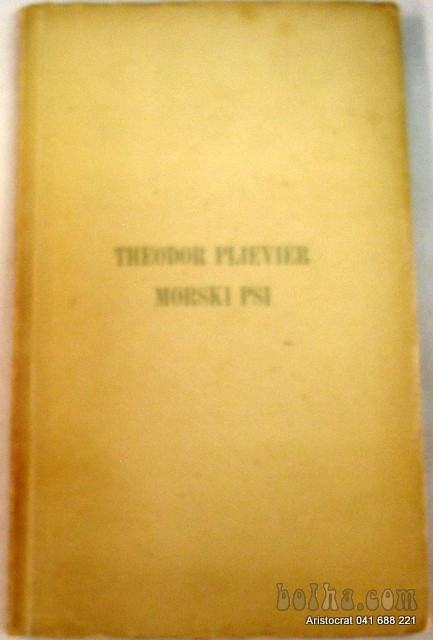 THEODOR PLIEVIER
MORSKI PSI
bolha.com
Aristocrat 041 688 221